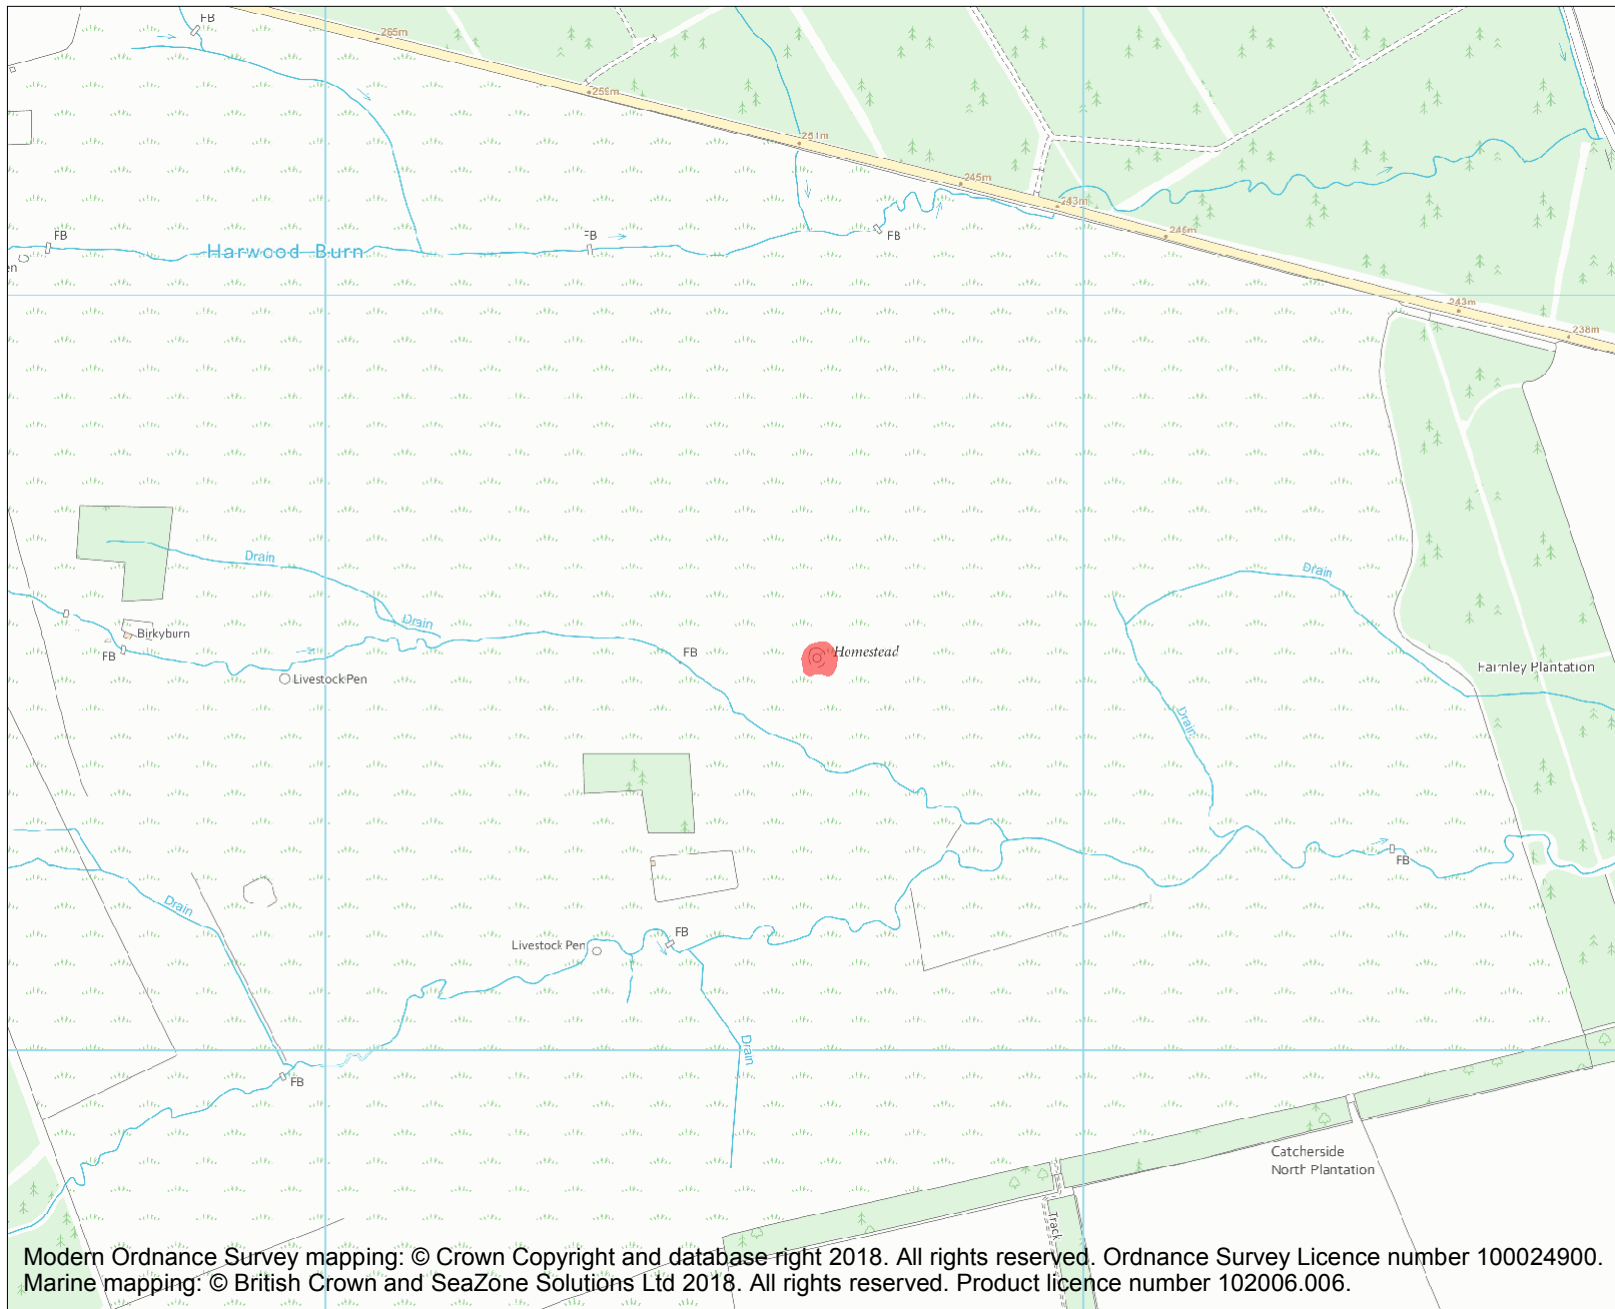 FB
265m
259m
251m
245m
243m
246m
243m
238m
FB
Harwood Burn
FB
FB
en
Drain
Drain
Drain
Birkyburn
FB
Livestock Pen
FB
Homestead
Farnley Plantation
Drain
Drain
FB
Livestock Pen
FB
Drain
FB
Catcherside
North Plantation
Track
Modern Ordnance Survey mapping: © Crown Copyright and database right 2018. All rights reserved. Ordnance Survey Licence number 100024900.
Marine mapping: © British Crown and SeaZone Solutions Ltd 2018. All rights reserved. Product licence number 102006.006.